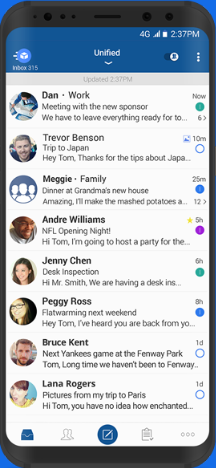 4G 2:37PM
Unified
Inbox 315
Updated 2:37PM
Dan · Work Now
Meeting with the new sponsor
We have to leave everything ready for to... 6 >
Trevor Benson 10m
Trip to Japan
Hey Tom, Thanks for the tips about Japa...
Meggie · Family 25m
Dinner at Grandma's new house
Amazing, I'll make the mashed potatoes a... 12 >
Andre Williams 5h
NFL Opening Night!
Hi Tom, I'm going to host a party for the...
Jenny Chen 6h
Desk Inspection
Hi Mr. Smith, We are having a desk ins...
Peggy Ross 8h
Flatwarming next weekend
Hey Tom, I've heard you are back from yo...
Bruce Kent 1d
Next Yankees game at the Fenway Park
Tom, Long time we haven't been to Fenway..
Lana Rogers 1d
Pictures from my trip to Paris
Hi Tom, you have no idea how enchanted...